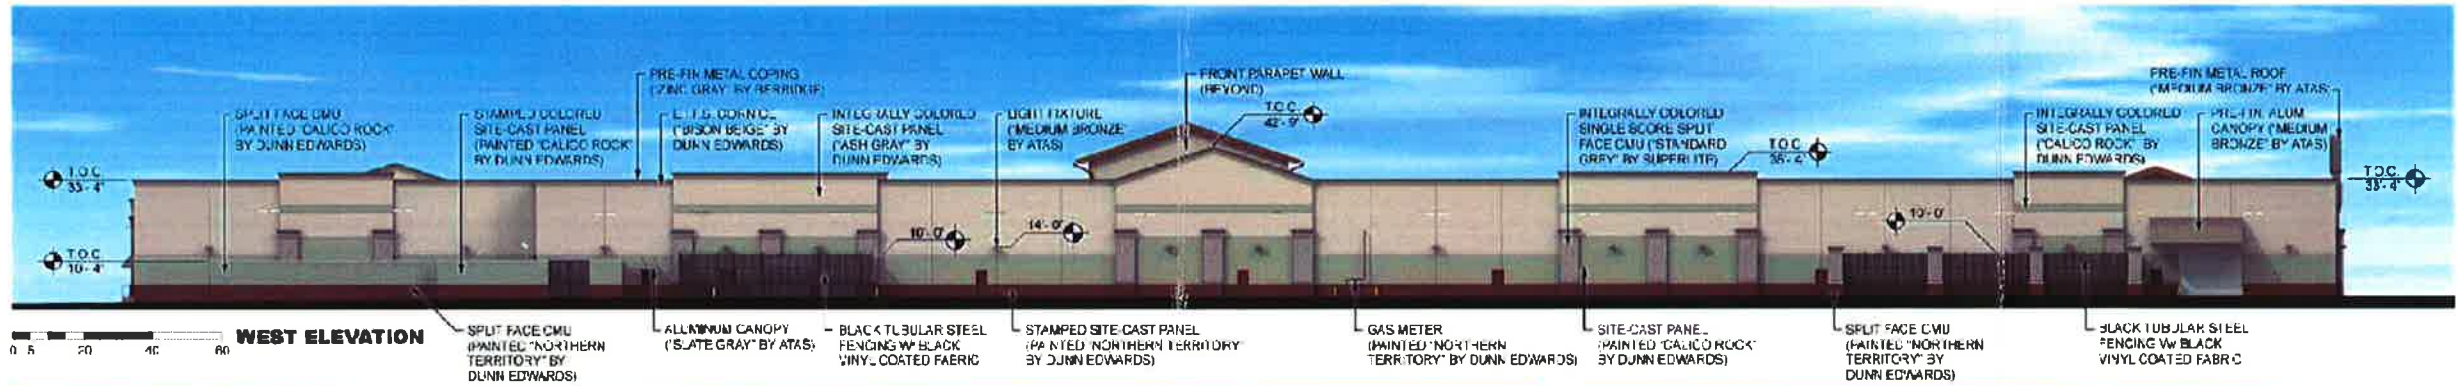 PRE-FIN METAL COPING
("ZINC GRAY" BY BERRIDGE)
FRONT PARAPET WALL
(BEYOND)
PRE-FIN METAL ROOF
("MEDIUM BRONZE" BY ATAS)
SPLIT FACE CMU
(PAINTED "CALICO ROCK"
BY DUNN EDWARDS)
STAMPED COLORED
SITE-CAST PANEL
(PAINTED "CALICO ROCK"
BY DUNN EDWARDS)
E.I.F.S. CORNICE
("BISON BEIGE" BY
DUNN EDWARDS)
INTEGRALLY COLORED
SITE-CAST PANEL
("ASH GRAY" BY
DUNN EDWARDS)
LIGHT FIXTURE
("MEDIUM BRONZE"
BY ATAS)
T.O.C.
42'-9"
INTEGRALLY COLORED
SINGLE SCORE SPLIT
FACE CMU ("STANDARD
GREY" BY SUPERLITE)
T.O.C.
35'-4"
INTEGRALLY COLORED
SITE-CAST PANEL
("CALICO ROCK" BY
DUNN EDWARDS)
PRE-FIN. ALUM
CANOPY ("MEDIUM
BRONZE" BY ATAS)
T.O.C.
33'-4"
T.O.C.
33'-4"
10'-0"
14'-0"
10'-0"
T.O.C.
10'-4"
0 5 20 40 60
WEST ELEVATION
SPLIT FACE CMU
(PAINTED "NORTHERN
TERRITORY" BY
DUNN EDWARDS)
ALUMINUM CANOPY
("SLATE GRAY" BY ATAS)
BLACK TUBULAR STEEL
FENCING W/ BLACK
VINYL COATED FABRIC
STAMPED SITE-CAST PANEL
(PAINTED "NORTHERN TERRITORY"
BY DUNN EDWARDS)
GAS METER
(PAINTED "NORTHERN
TERRITORY" BY DUNN EDWARDS)
SITE-CAST PANEL
(PAINTED "CALICO ROCK"
BY DUNN EDWARDS)
SPLIT FACE CMU
(PAINTED "NORTHERN
TERRITORY" BY
DUNN EDWARDS)
BLACK TUBULAR STEEL
FENCING W/ BLACK
VINYL COATED FABRIC